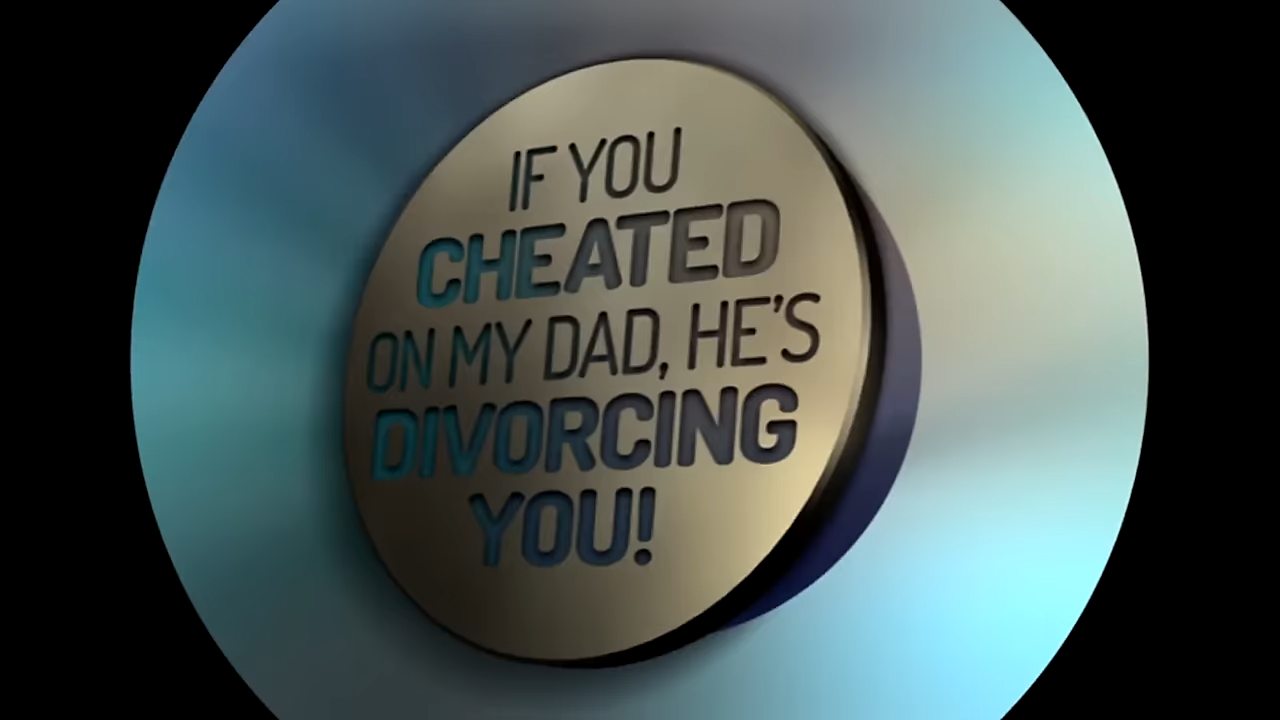 IF YOU
CHEATED
ON MY DAD, HE'S
DIVORCING
YOU!